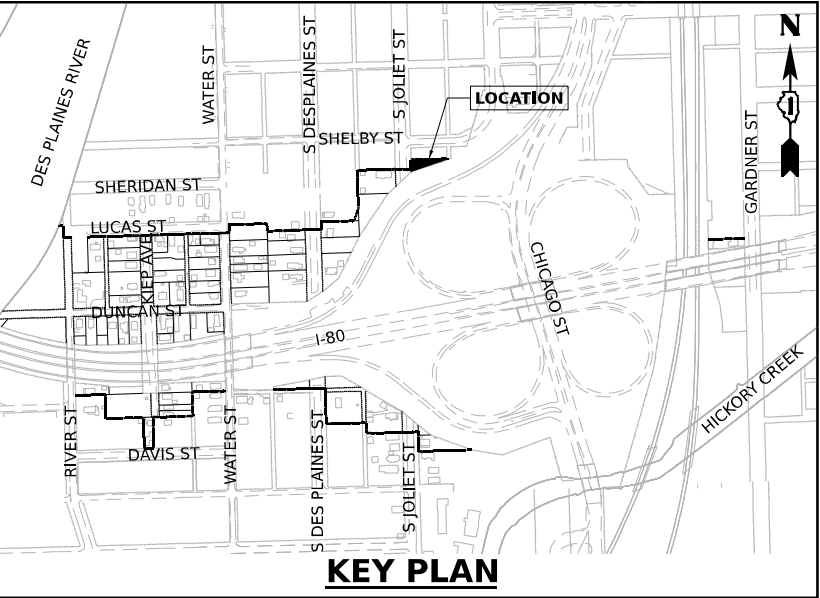 N
DES PLAINES RIVER
WATER ST
S DESPLAINES ST
S JOLIET ST
LOCATION
SHELBY ST
GARDNER ST
SHERIDAN ST
LUCAS ST
KIEP AVE
CHICAGO ST
DUNCAN ST
I-80
HICKORY CREEK
RIVER ST
DAVIS ST
WATER ST
S DES PLAINES ST
S JOLIET ST
KEY PLAN